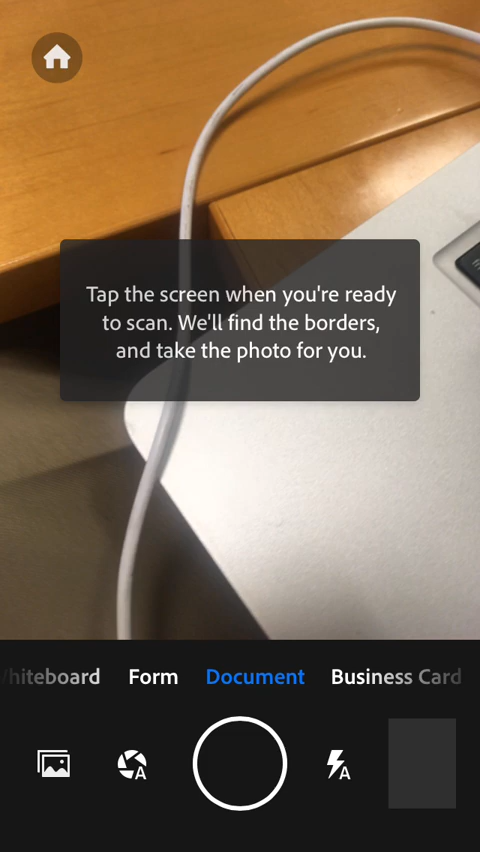 Tap the screen when you're ready
to scan. We'll find the borders,
and take the photo for you.
Whiteboard Form Document Business Card
A A